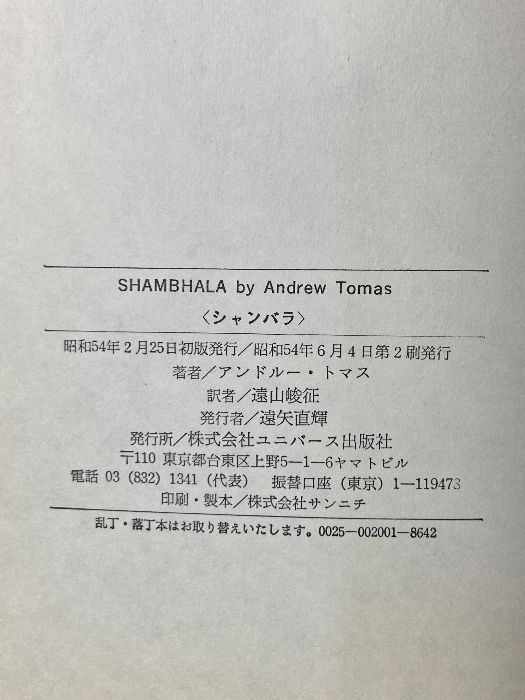 SHAMBHALA by Andrew Tomas
〈シャンバラ〉
昭和54年2月25日初版発行／昭和54年6月4日第2刷発行
著者／アンドルー・トマス
訳者／遠山峻征
発行者／遠矢直輝
発行所／株式会社ユニバース出版社
〒110 東京都台東区上野5―1―6ヤマトビル
電話 03 (832) 1341 (代表) 振替口座 (東京) 1―119473
印刷・製本／株式会社サンニチ
乱丁・落丁本はお取り替えいたします。0025―002001―8642